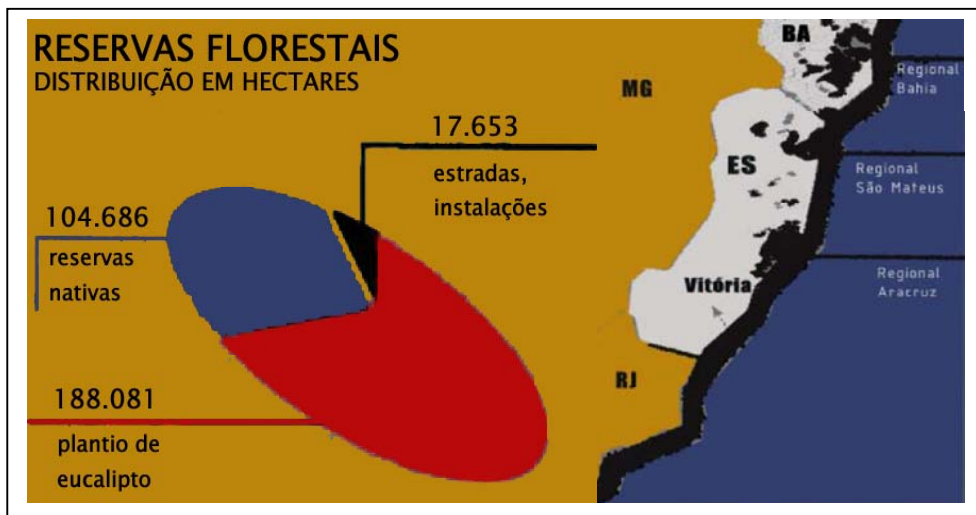 RESERVAS FLORESTAIS
DISTRIBUIÇÃO EM HECTARES
17.653
estradas,
instalações
104.686
reservas
nativas
188.081
plantio de
eucalipto
BA
MG
ES
Vitória
RJ
Regional
Bahia
Regional
São Mateus
Regional
Aracruz